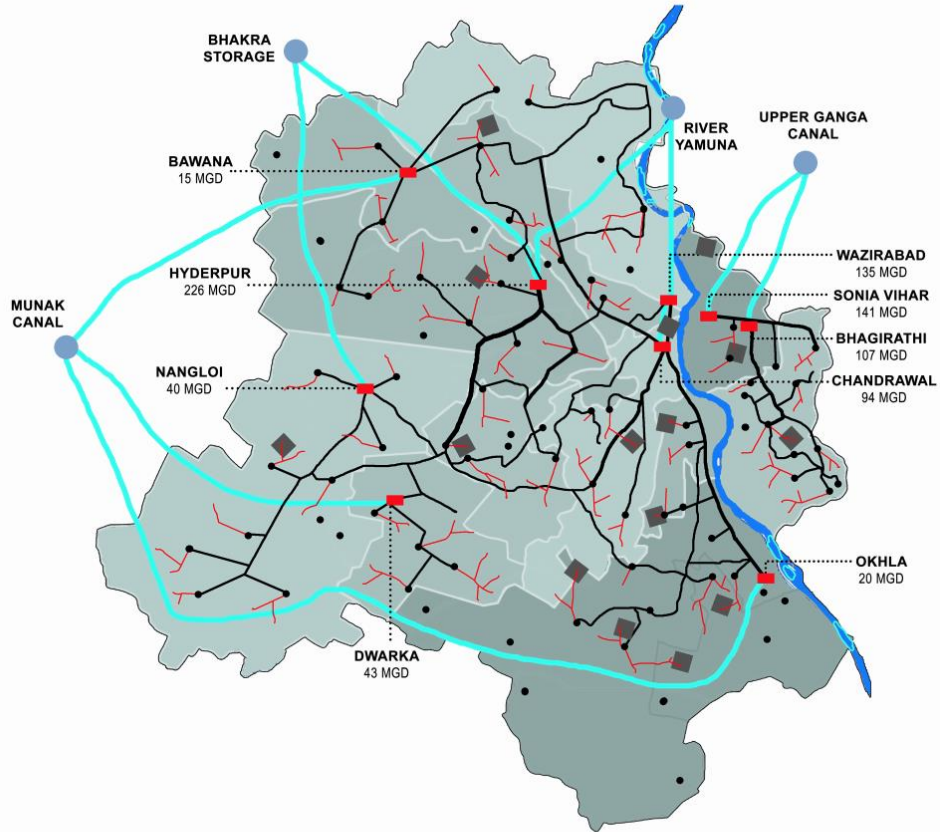 BHAKRA
STORAGE
RIVER
YAMUNA
UPPER GANGA
CANAL
BAWANA
15 MGD
HYDERPUR
226 MGD
WAZIRABAD
135 MGD
SONIA VIHAR
141 MGD
MUNAK
CANAL
BHAGIRATHI
107 MGD
NANGLOI
40 MGD
CHANDRAWAL
94 MGD
OKHLA
20 MGD
DWARKA
43 MGD